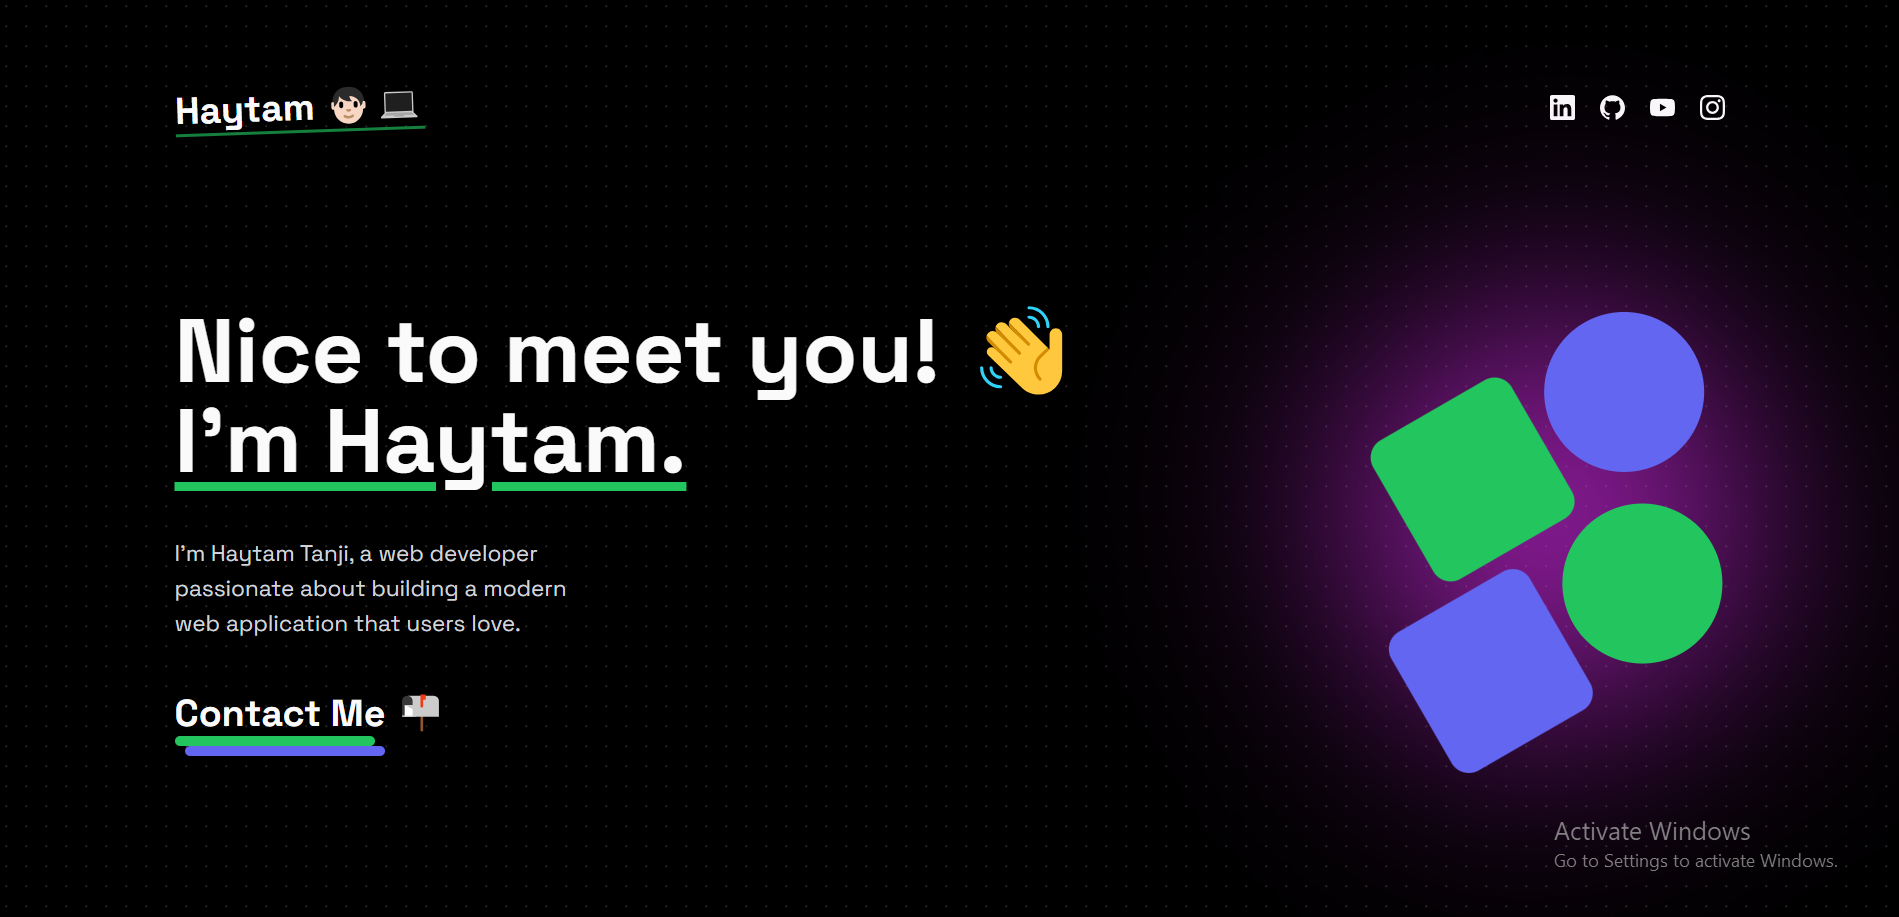 Haytam
Nice to meet you!
I'm Haytam.
I'm Haytam Tanji, a web developer
passionate about building a modern
web application that users love.
Contact Me
Activate Windows
Go to Settings to activate Windows.